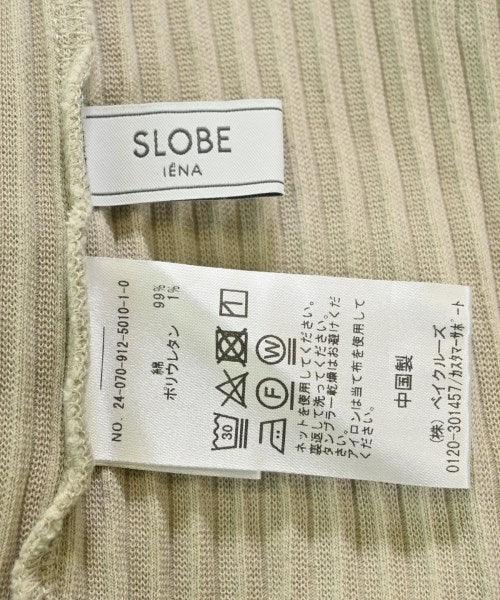 SLOBE
IÉNA
NO. 24-070-912-5010-1-0
綿 99%
ポリウレタン 1%
30
W
F
ネットを使用してください。
裏返して洗ってください。
タンブラー乾燥はお避けくだ
さい。
アイロンは当て布を使用して
ください。
中国製
(株) ベイクルーズ
0120-301457/カスタマーサポート